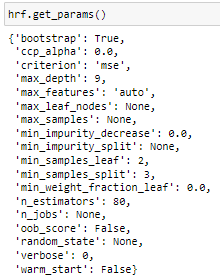 hrf.get_params()
{'bootstrap': True,
'ccp_alpha': 0.0,
'criterion': 'mse',
'max_depth': 9,
'max_features': 'auto',
'max_leaf_nodes': None,
'max_samples': None,
'min_impurity_decrease': 0.0,
'min_impurity_split': None,
'min_samples_leaf': 2,
'min_samples_split': 3,
'min_weight_fraction_leaf': 0.0,
'n_estimators': 80,
'n_jobs': None,
'oob_score': False,
'random_state': None,
'verbose': 0,
'warm_start': False}